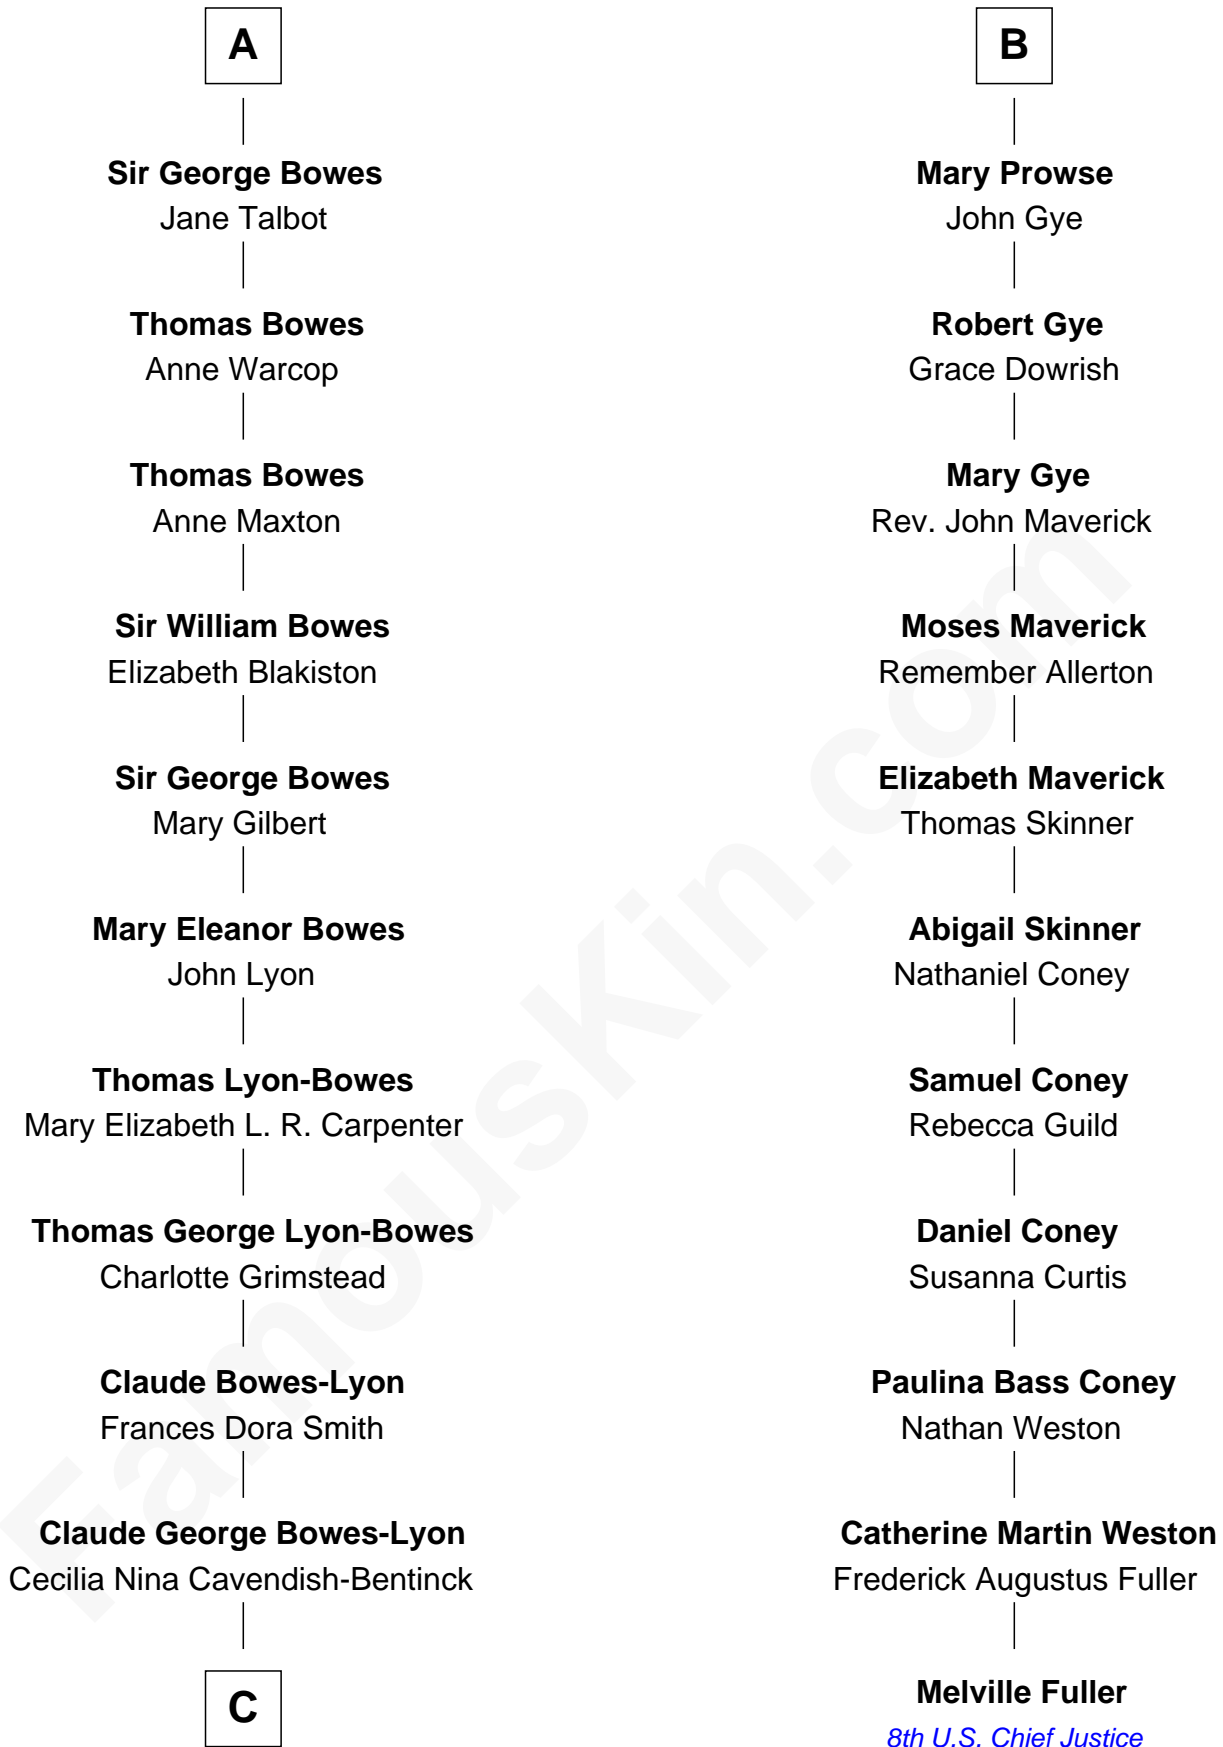 A
Sir George Bowes
Jane Talbot
Thomas Bowes
Anne Warcop
Thomas Bowes
Anne Maxton
Sir William Bowes
Elizabeth Blakiston
Sir George Bowes
Mary Gilbert
Mary Eleanor Bowes
John Lyon
Thomas Lyon-Bowes
Mary Elizabeth L. R. Carpenter
Thomas George Lyon-Bowes
Charlotte Grimstead
Claude Bowes-Lyon
Frances Dora Smith
Claude George Bowes-Lyon
Cecilia Nina Cavendish-Bentinck
C
B
Mary Prowse
John Gye
Robert Gye
Grace Dowrish
Mary Gye
Rev. John Maverick
Moses Maverick
Remember Allerton
Elizabeth Maverick
Thomas Skinner
Abigail Skinner
Nathaniel Coney
Samuel Coney
Rebecca Guild
Daniel Coney
Susanna Curtis
Paulina Bass Coney
Nathan Weston
Catherine Martin Weston
Frederick Augustus Fuller
Melville Fuller
8th U.S. Chief Justice
FamousKin.com